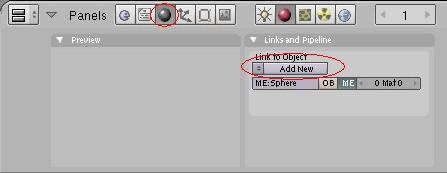 Panels 1
Preview Links and Pipeline
Link to Object
Add New
ME:Sphere OB ME 0 Mat 0